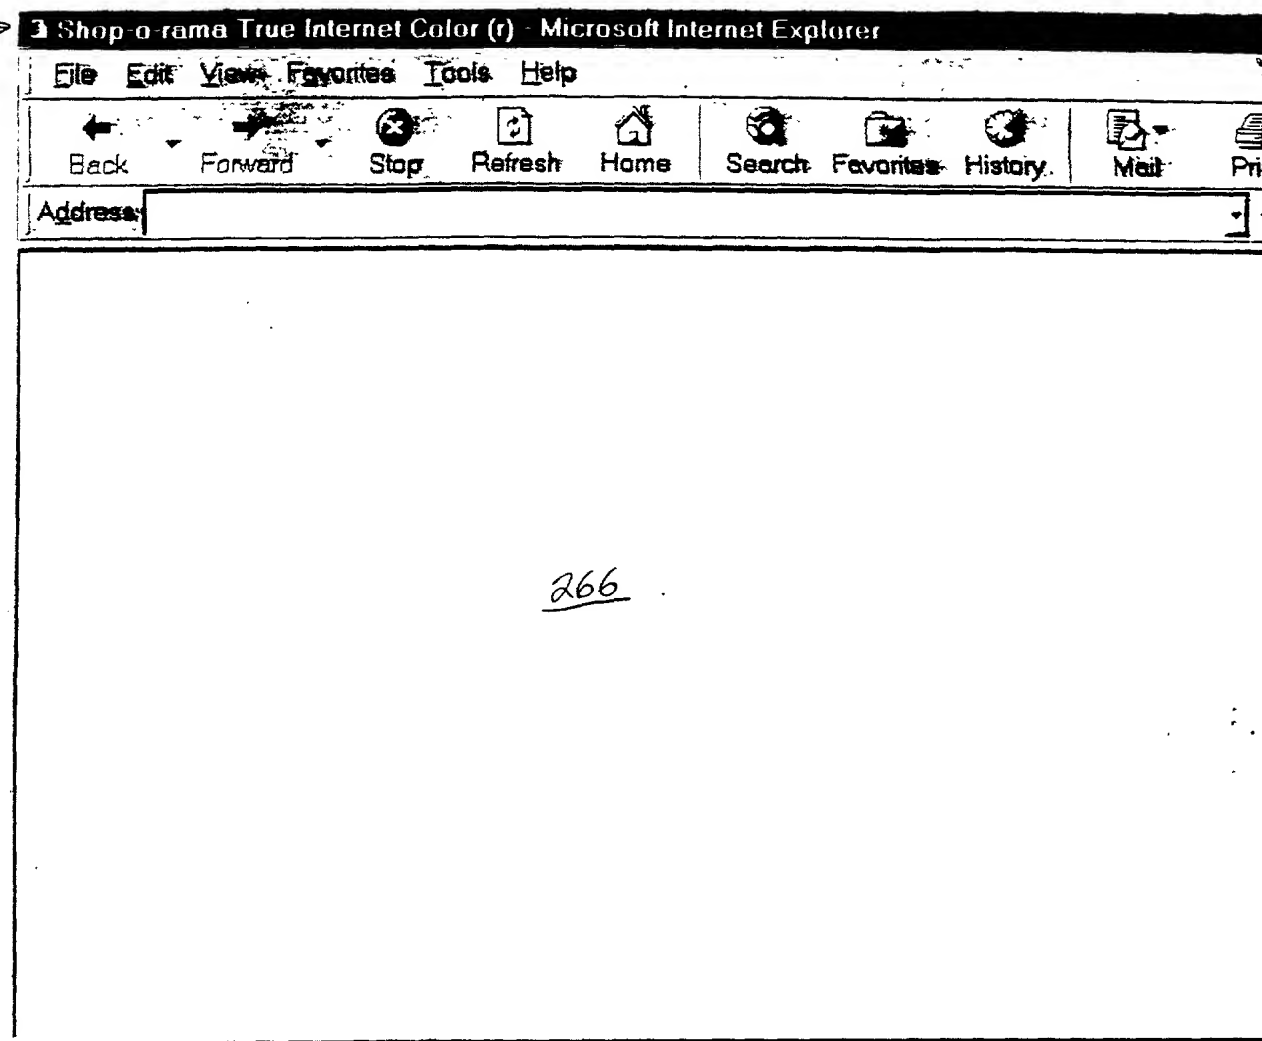 Shop-o-rama True Internet Color (r) - Microsoft Internet Explorer
File Edit View Favorites Tools Help
Back Forward Stop Refresh Home Search Favorites History Mail Pri
Address
266